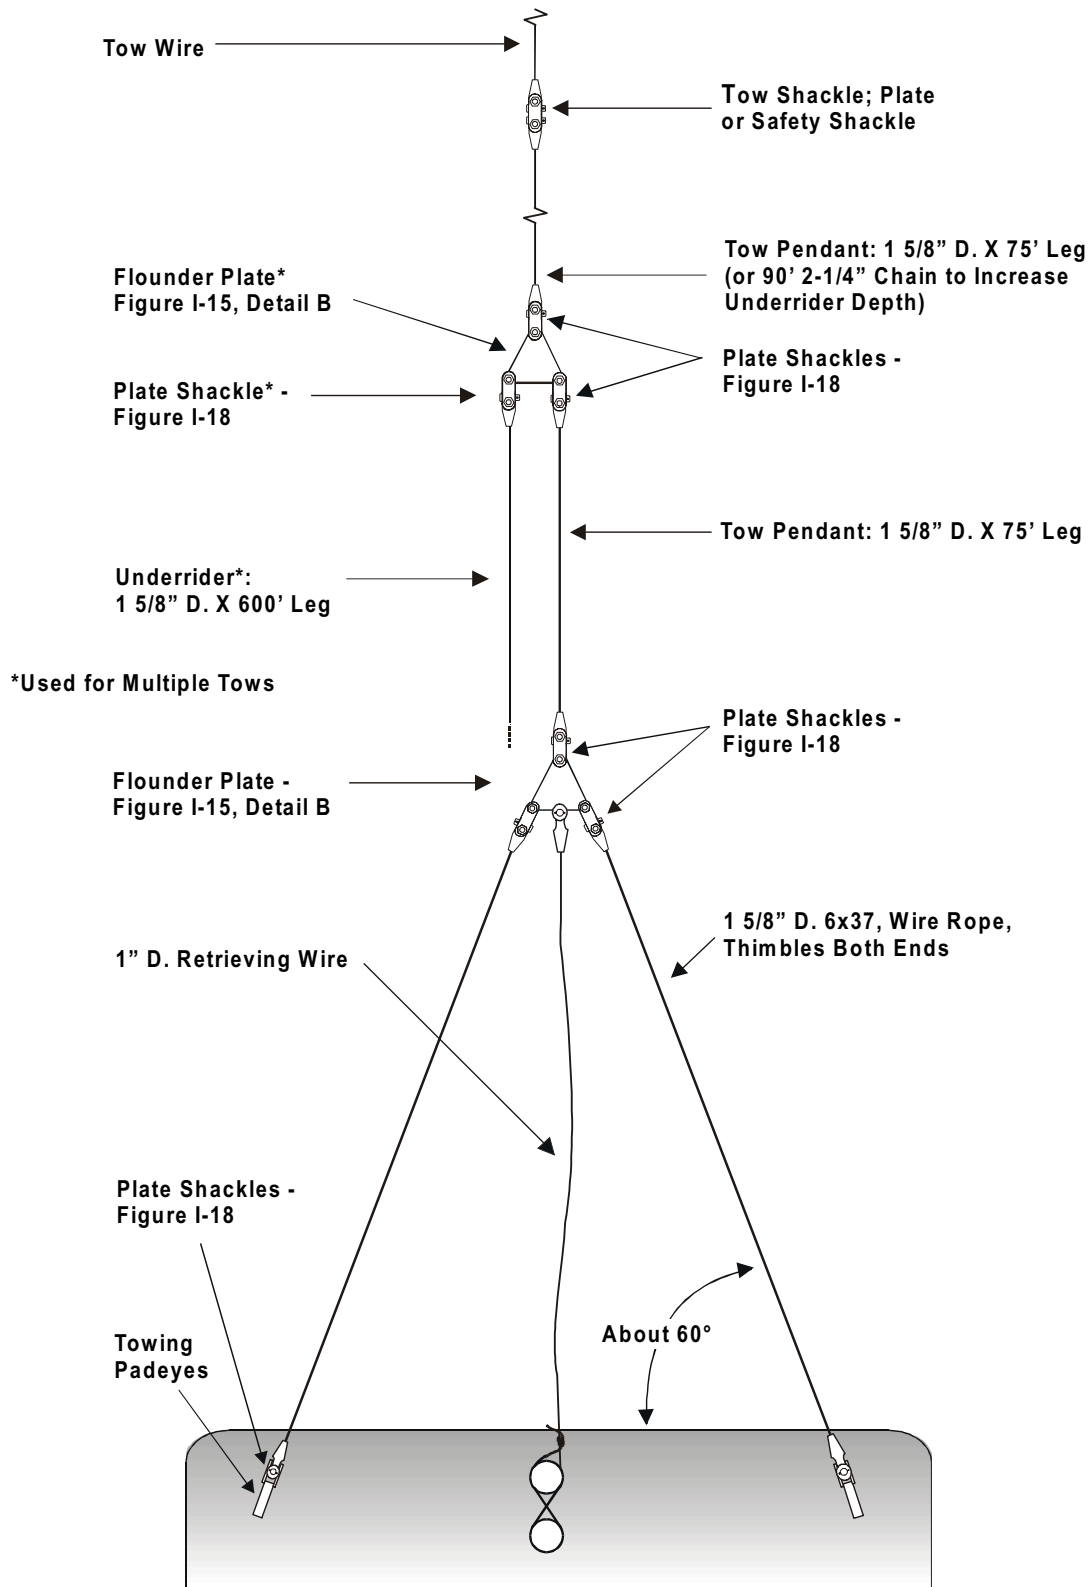 Tow Wire
Tow Shackle; Plate
or Safety Shackle
Tow Pendant: 1 5/8” D. X 75’ Leg
(or 90’ 2-1/4” Chain to Increase
Underrider Depth)
Flounder Plate*
Figure I-15, Detail B
Plate Shackles -
Figure I-18
Plate Shackle* -
Figure I-18
Tow Pendant: 1 5/8” D. X 75’ Leg
Underrider*:
1 5/8” D. X 600’ Leg
*Used for Multiple Tows
Plate Shackles -
Figure I-18
Flounder Plate -
Figure I-15, Detail B
1 5/8” D. 6x37, Wire Rope,
Thimbles Both Ends
1” D. Retrieving Wire
Plate Shackles -
Figure I-18
About 60°
Towing
Padeyes